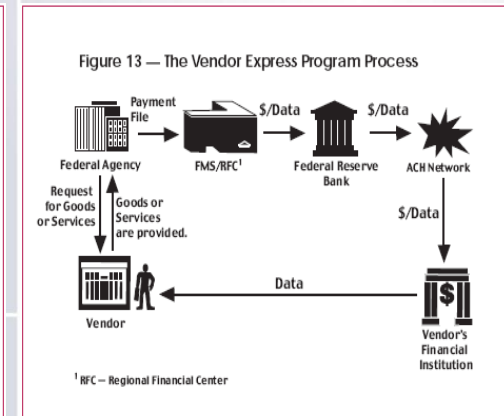 Figure 13 — The Vendor Express Program Process
Payment
File
$/Data
$/Data
Federal Agency
FMS/RFC¹
Federal Reserve
Bank
ACH Network
Request
for Goods
or Services
Goods or
Services
are provided.
$/Data
Data
$
Vendor
Vendor's
Financial
Institution
¹ RFC — Regional Financial Center